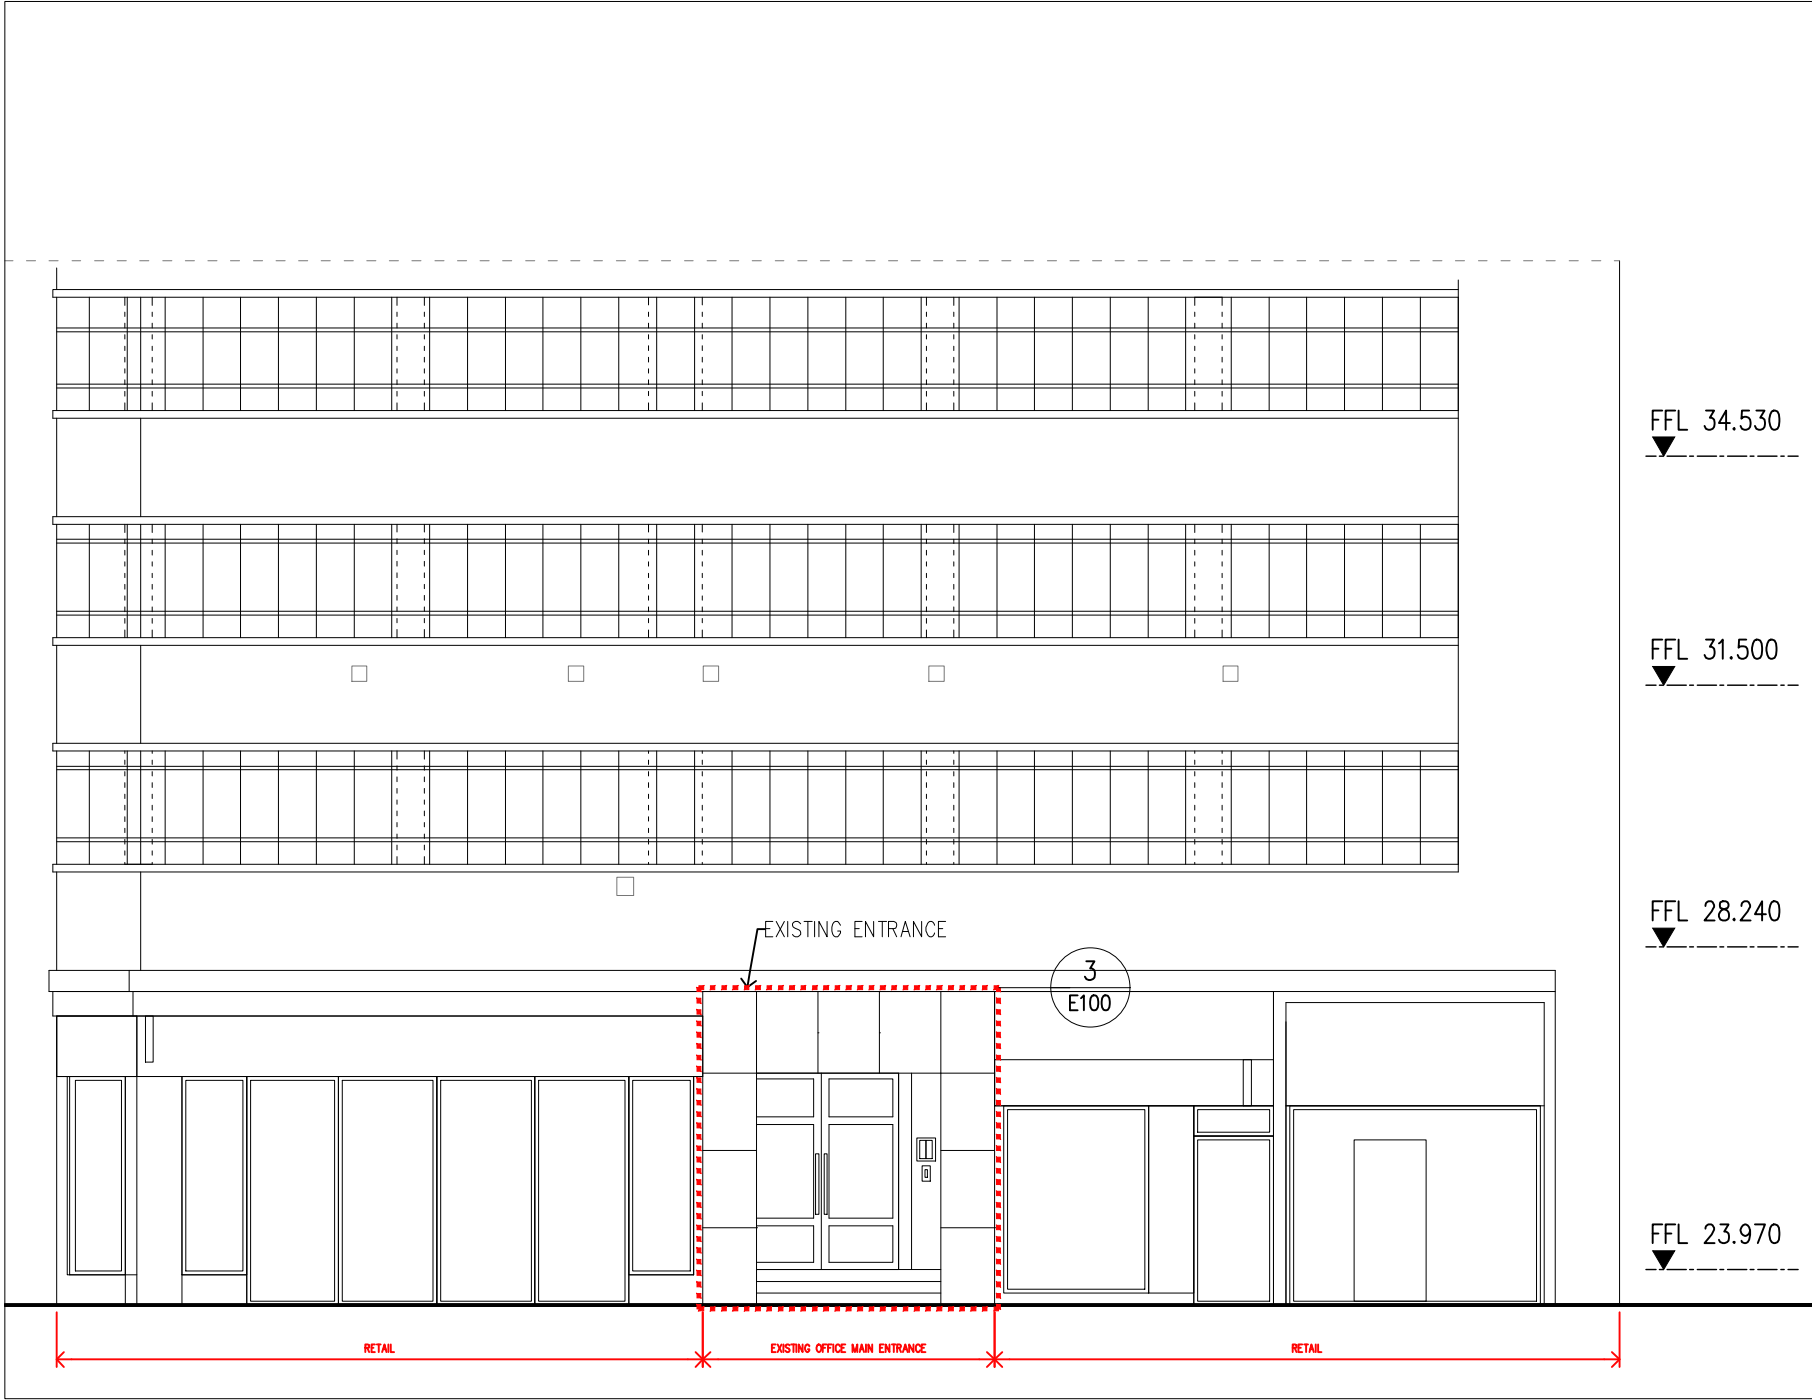 FFL 34.530
FFL 31.500
FFL 28.240
EXISTING ENTRANCE
3
E100
FFL 23.970
RETAIL
EXISTING OFFICE MAIN ENTRANCE
RETAIL